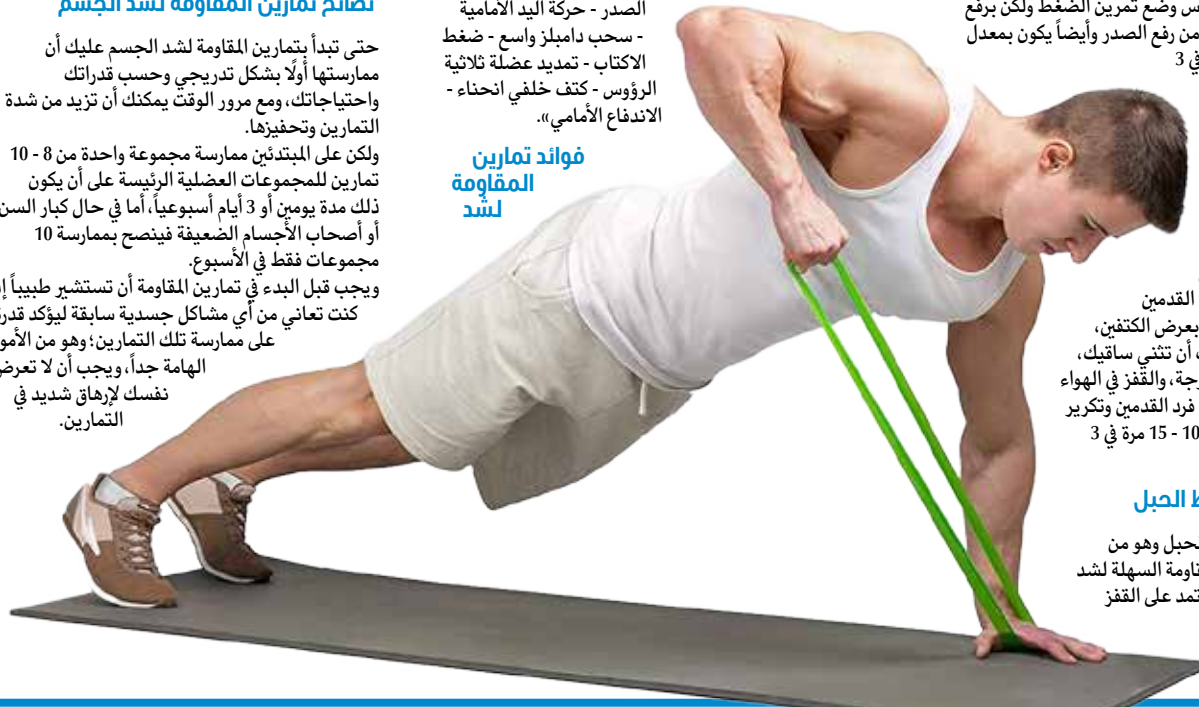 س وضع تمرين الضغط ولكن برفع
من رفع الصدر وأيضاً يكون بمعدل
في 3
القدمين
بعرض الكتفين،
أن تثني ساقيك،
والقفز في الهواء
فرد القدمين وتكرير
10 - 15 مرة في 3
الحبل
وهو من
السهلة لشد
على القفز
الصدر - حركة اليد الأمامية
- سحب دامبلز واسع - ضغط
الاكتاب - تمديد عضلة ثلاثية
الرؤوس - كتف خلفي انحناء -
الاندفاع الأمامي».
فوائد تمارين
المقاومة
لشد
نصائح تمارين المقاومة لشد الجسم
حتى تبدأ بتمارين المقاومة لشد الجسم عليك أن
ممارستها أولًا بشكل تدريجي وحسب قدراتك
واحتياجاتك، ومع مرور الوقت يمكنك أن تزيد من شدة
التمارين وتحفيزها.
ولكن على المبتدئين ممارسة مجموعة واحدة من 8 - 10
تمارين للمجموعات العضلية الرئيسة على أن يكون
ذلك مدة يومين أو 3 أيام أسبوعياً، أما في حال كبار السن
أو أصحاب الأجسام الضعيفة فينصح بممارسة 10
مجموعات فقط في الأسبوع.
ويجب قبل البدء في تمارين المقاومة أن تستشير طبيباً
كنت تعاني من أي مشاكل جسدية سابقة ليؤكد
على ممارسة تلك التمارين؛ وهو من
الهامة جداً، ويجب أن لا
نفسك لإرهاق شديد في
التمارين.